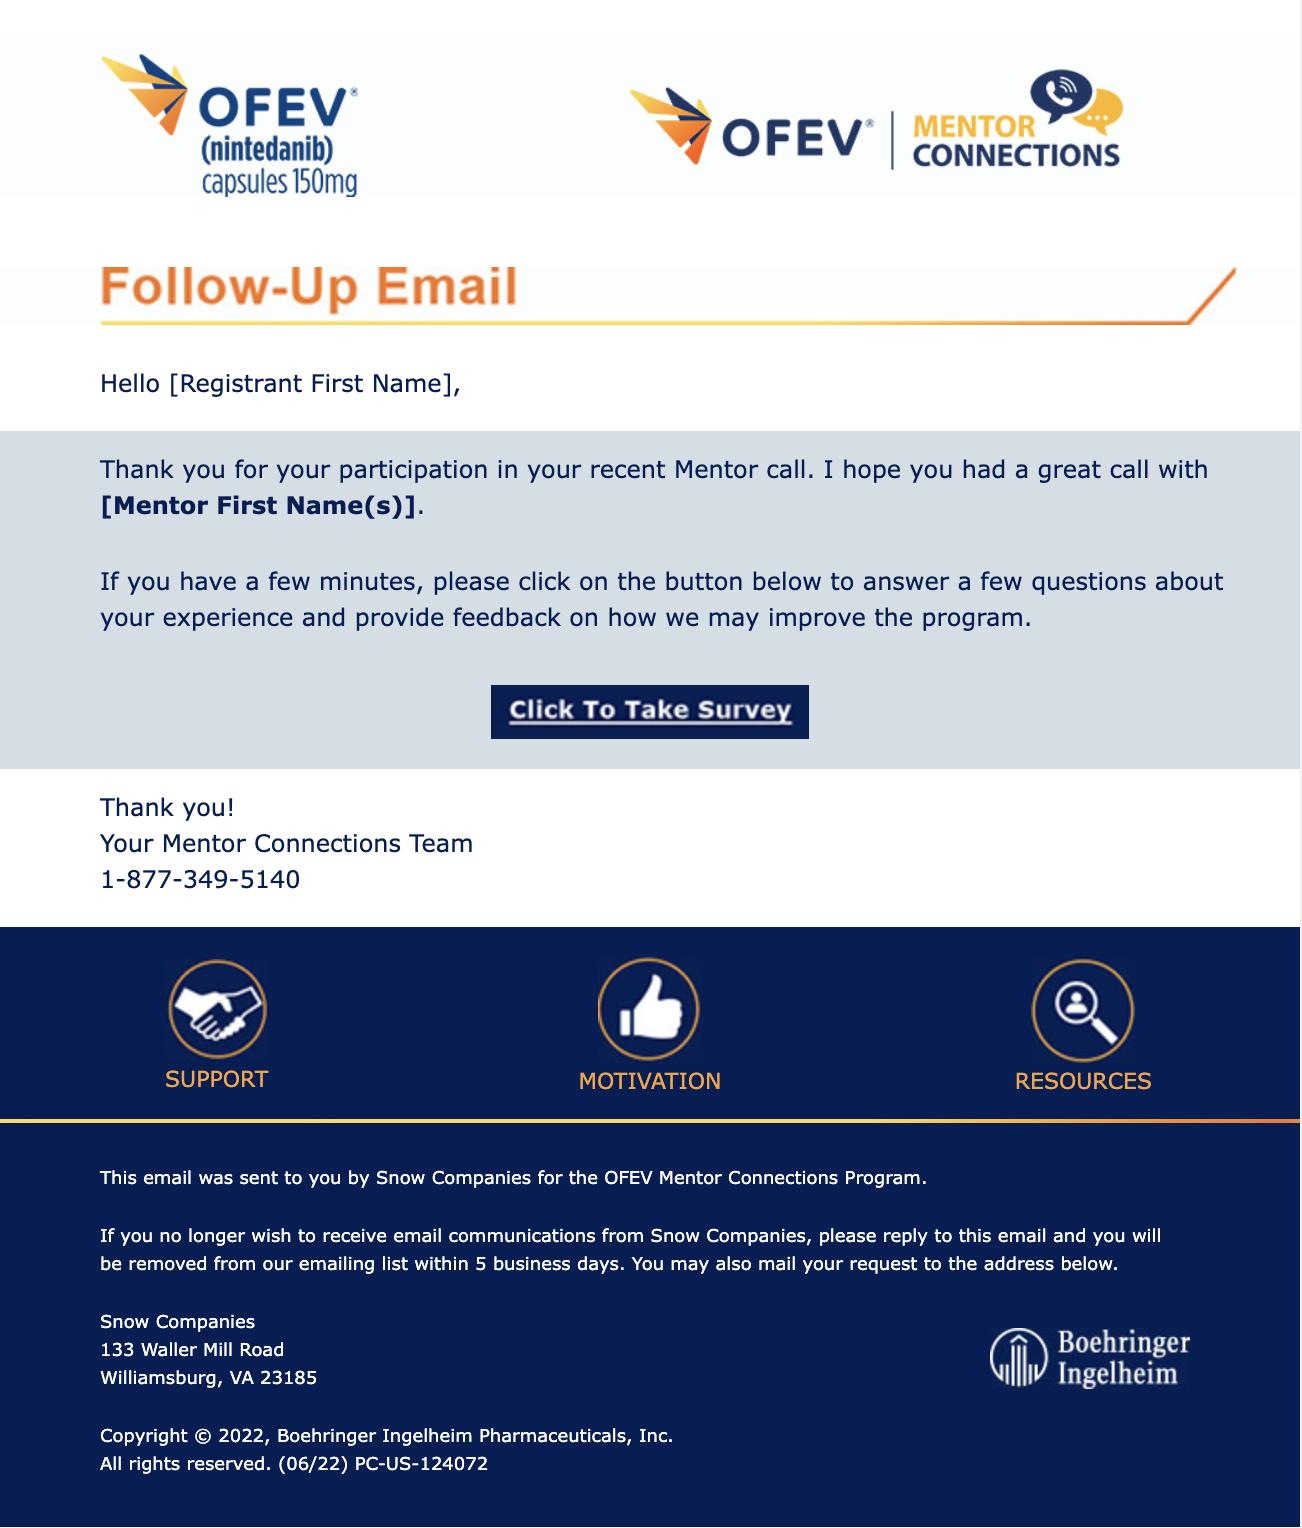 OFEV®
(nintedanib)
capsules 150mg
OFEV® | MENTOR
CONNECTIONS
Follow-Up Email
Hello [Registrant First Name],
Thank you for your participation in your recent Mentor call. I hope you had a great call with
[Mentor First Name(s)].
If you have a few minutes, please click on the button below to answer a few questions about
your experience and provide feedback on how we may improve the program.
Click To Take Survey
Thank you!
Your Mentor Connections Team
1-877-349-5140
SUPPORT
MOTIVATION
RESOURCES
This email was sent to you by Snow Companies for the OFEV Mentor Connections Program.
If you no longer wish to receive email communications from Snow Companies, please reply to this email and you will
be removed from our emailing list within 5 business days. You may also mail your request to the address below.
Snow Companies
133 Waller Mill Road
Williamsburg, VA 23185
Boehringer
Ingelheim
Copyright © 2022, Boehringer Ingelheim Pharmaceuticals, Inc.
All rights reserved. (06/22) PC-US-124072